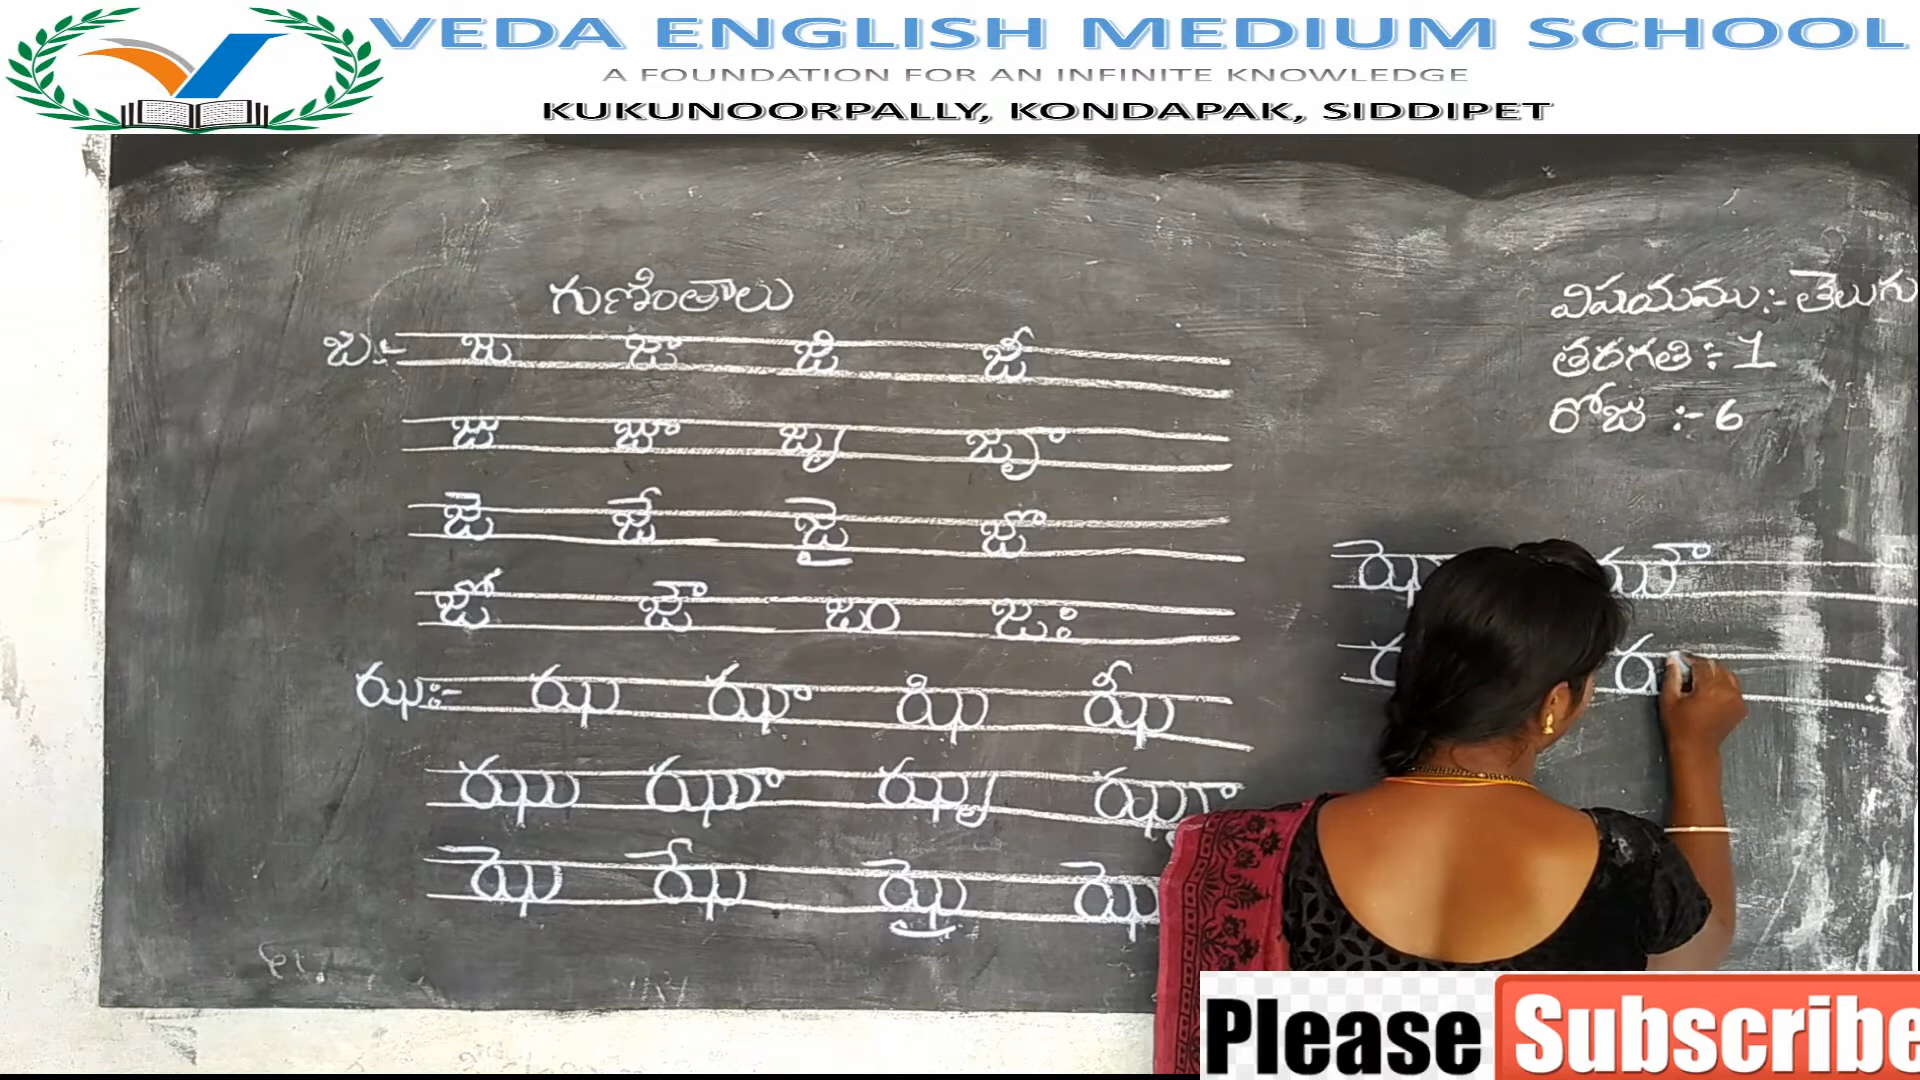 VEDA ENGLISH MEDIUM SCHOOL
A FOUNDATION FOR AN INFINITE KNOWLEDGE
KUKUNOORPALLY, KONDAPAK, SIDDIPET
గుణింతాలు
విషయము:- తెలుగు
తరగతి :- 1
రోజు :- 6
జ:- జ జా జి జీ
జు జూ జృ జౄ
జె జే జై జొ
జో జౌ జం జః
ఝ:- ఝ ఝా ఝి ఝీ
ఝు ఝూ ఝృ ఝౄ
ఝె ఝే ఝై ఝొ
Please Subscribe